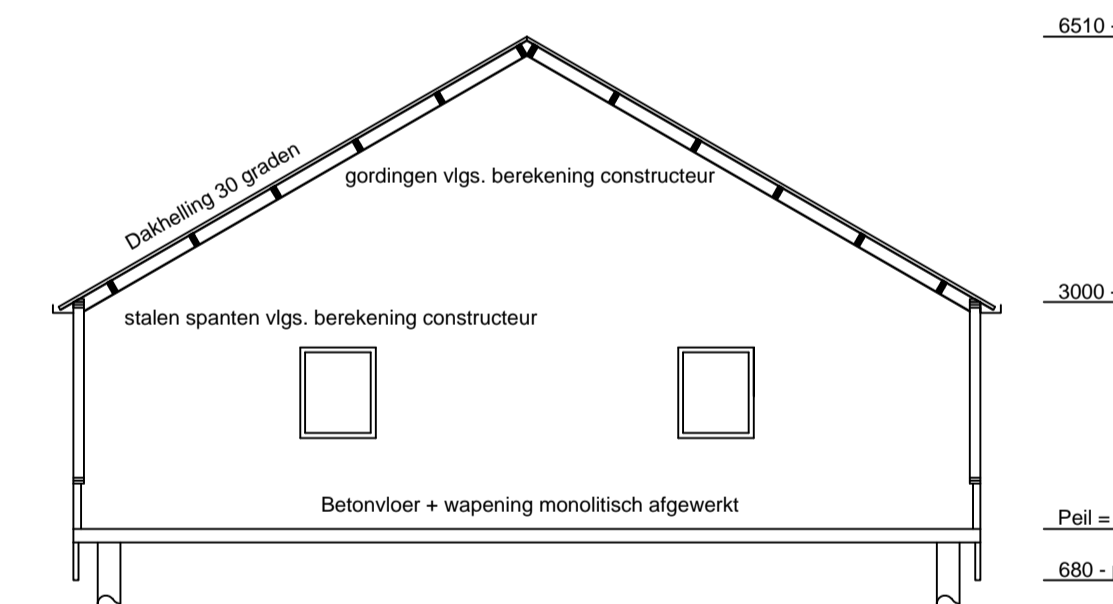 6510 -
Dakhelling 30 graden
gordingen vlgs. berekening constructeur
3000 -
stalen spanten vlgs. berekening constructeur
Betonvloer + wapening monolitisch afgewerkt
Peil =
680 -